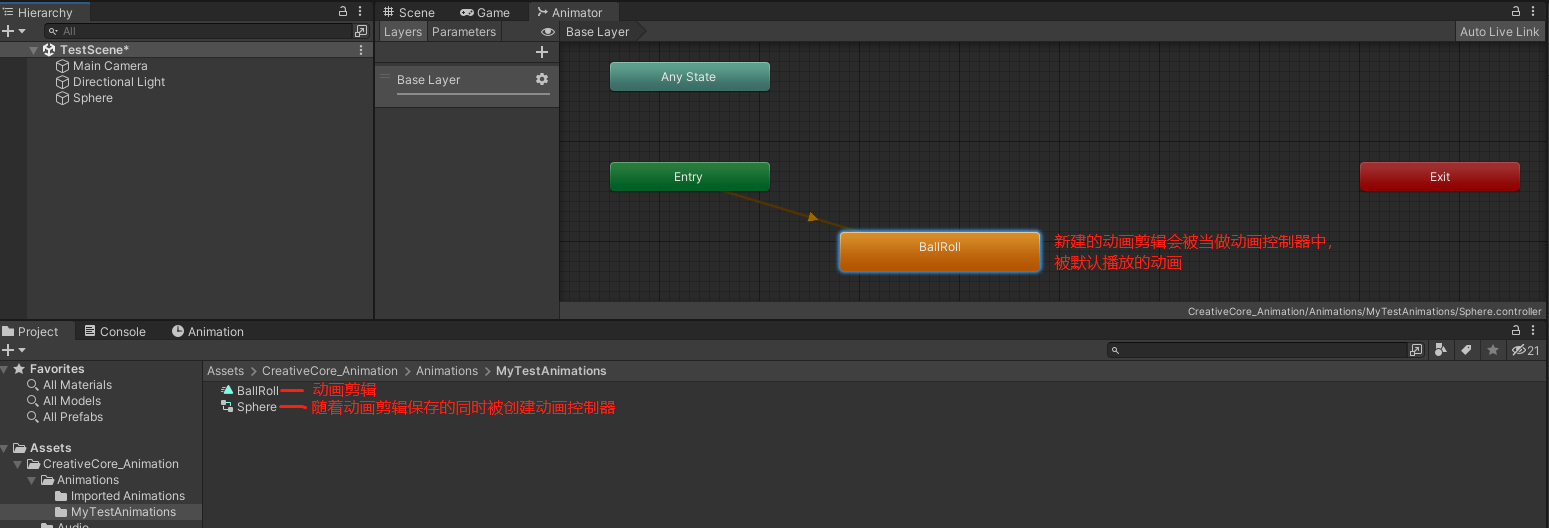 Hierarchy
Scene
Game
Animator
All
Layers
Parameters
Base Layer
Auto Live Link
TestScene*
Main Camera
Directional Light
Sphere
Base Layer
Any State
Entry
Exit
BallRoll
新建的动画剪辑会被当做动画控制器中，
被默认播放的动画
CreativeCore_Animation/Animations/MyTestAnimations/Sphere.controller
Project
Console
Animation
21
Favorites
All Materials
All Models
All Prefabs
Assets
CreativeCore_Animation
Animations
Imported Animations
MyTestAnimations
Audio
Assets > CreativeCore_Animation > Animations > MyTestAnimations
BallRoll
动画剪辑
Sphere
随着动画剪辑保存的同时被创建动画控制器